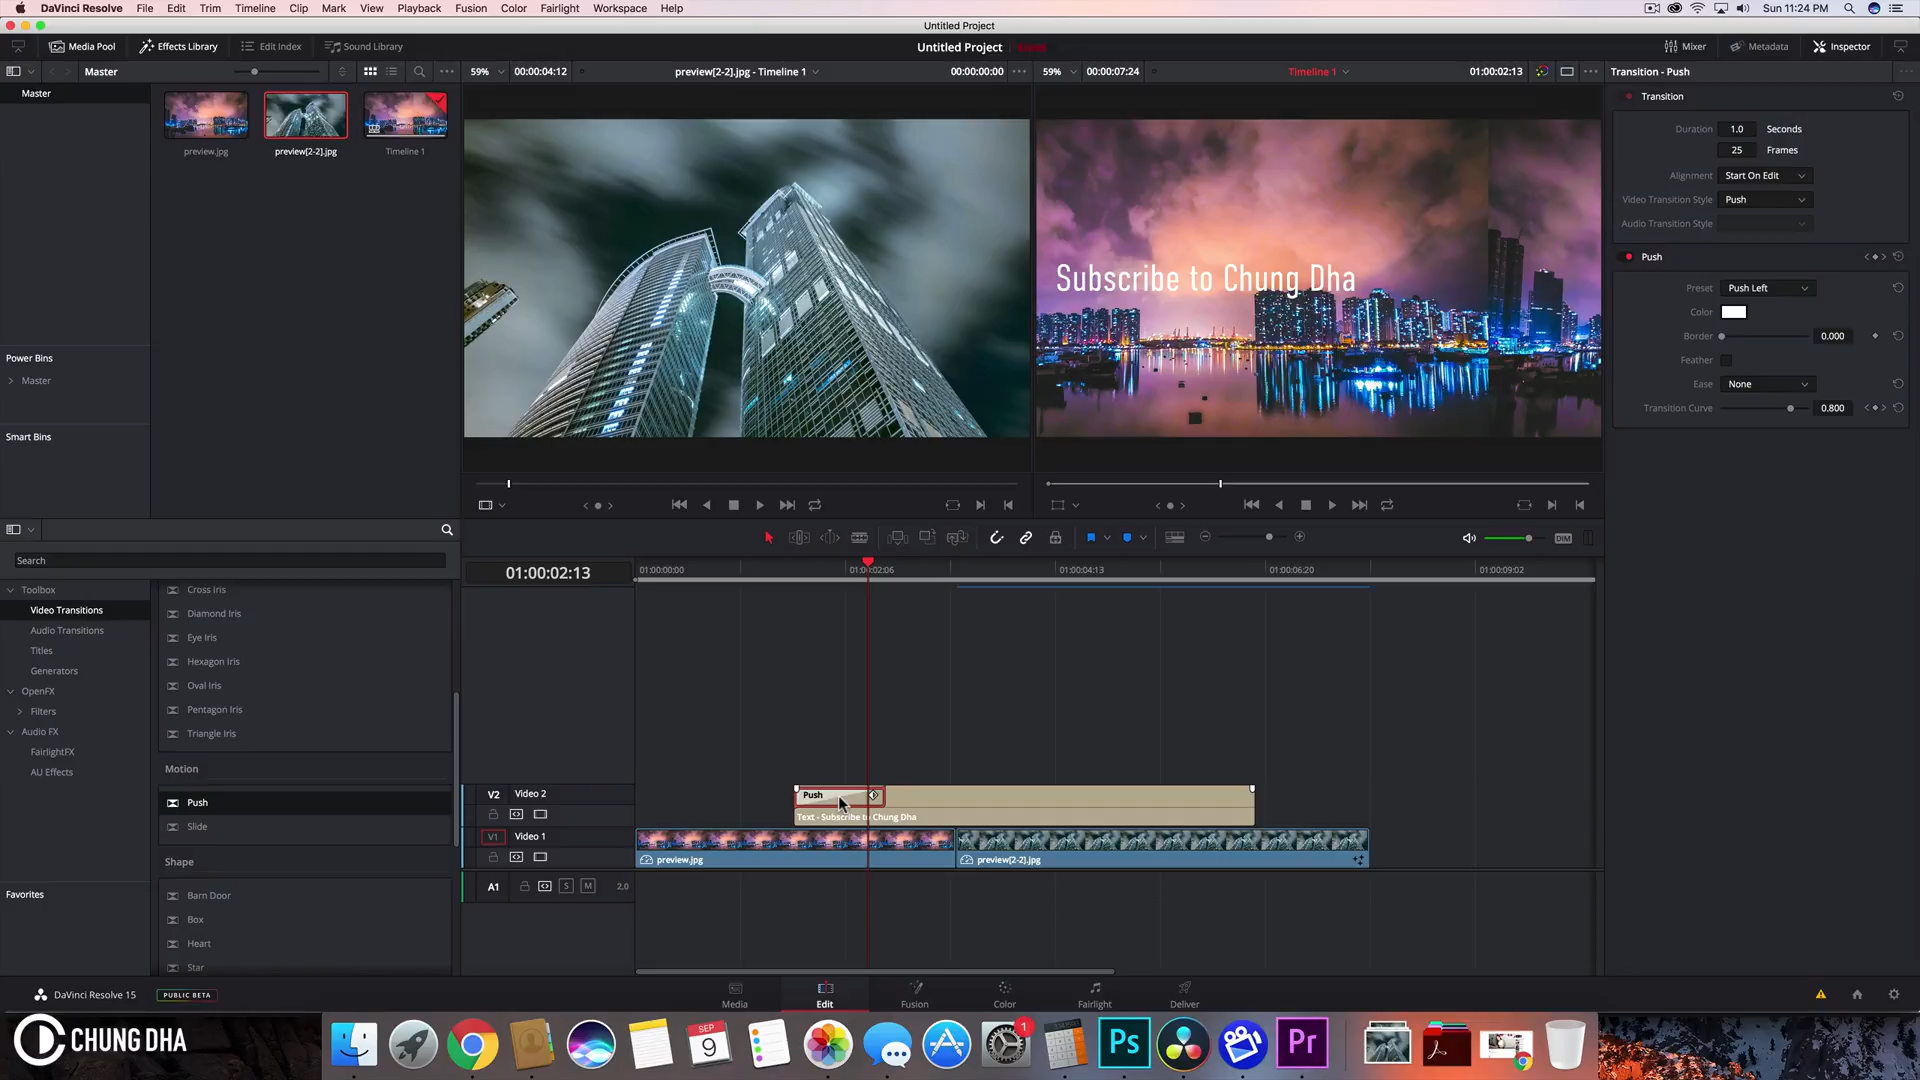 DaVinci Resolve File Edit Trim Timeline Clip Mark View Playback Fusion Color Fairlight Workspace Help Sun 11:24 PM
Untitled Project
Media Pool Effects Library Edit Index Sound Library Untitled Project Mixer Metadata Inspector
Master 59% 00:00:04:12 preview[2-2].jpg - Timeline 1 00:00:00:00 59% 00:00:07:24 Timeline 1 01:00:02:13 Transition - Push
Master
Transition
Duration 1.0 Seconds
25 Frames
Alignment Start On Edit
Video Transition Style Push
Audio Transition Style
preview.jpg preview[2-2].jpg Timeline 1
Subscribe to Chung Dha
Push
Preset Push Left
Color
Border 0.000
Feather
Ease None
Transition Curve 0.800
Power Bins
Master
Smart Bins
Search
Toolbox
Video Transitions
Audio Transitions
Titles
Generators
OpenFX
Filters
Audio FX
FairlightFX
AU Effects
Favorites
Cross Iris
Diamond Iris
Eye Iris
Hexagon Iris
Oval Iris
Pentagon Iris
Triangle Iris
Motion
Push
Slide
Shape
Barn Door
Box
Heart
Star
DIM
01:00:02:13 01:00:00:00 01:00:02:06 01:00:04:13 01:00:06:20 01:00:09:02
V2 Video 2
Push
Text - Subscribe to Chung Dha
V1 Video 1
preview.jpg preview[2-2].jpg
A1 S M 2.0
DaVinci Resolve 15 PUBLIC BETA
Media Edit Fusion Color Fairlight Deliver
CHUNG DHA
SEP
9
1
Ps
Pr